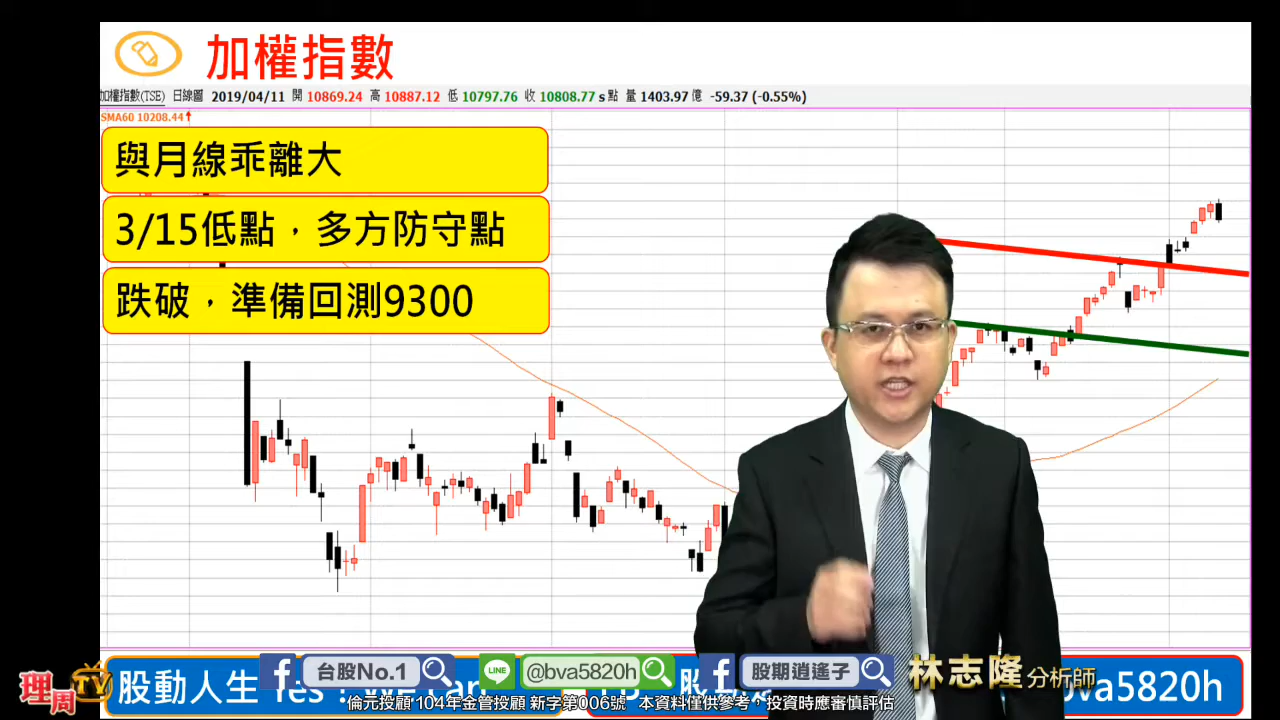 加權指數
加權指數(TSE) 日線圖 2019/04/11 開 10869.24 高 10887.12 低 10797.76 收 10808.77 s點 量 1403.97 億 -59.37 (-0.55%)
SMA60 10208.44↑
與月線乖離大
3/15低點，多方防守點
跌破，準備回測9300
理周TV
股動人生 Yes
台股No.1
LINE
@bva5820h
股期逍遙子
林志隆 分析師
bva5820h
倫元投顧 104年金管投顧 新字第006號 本資料僅供參考，投資時應審慎評估